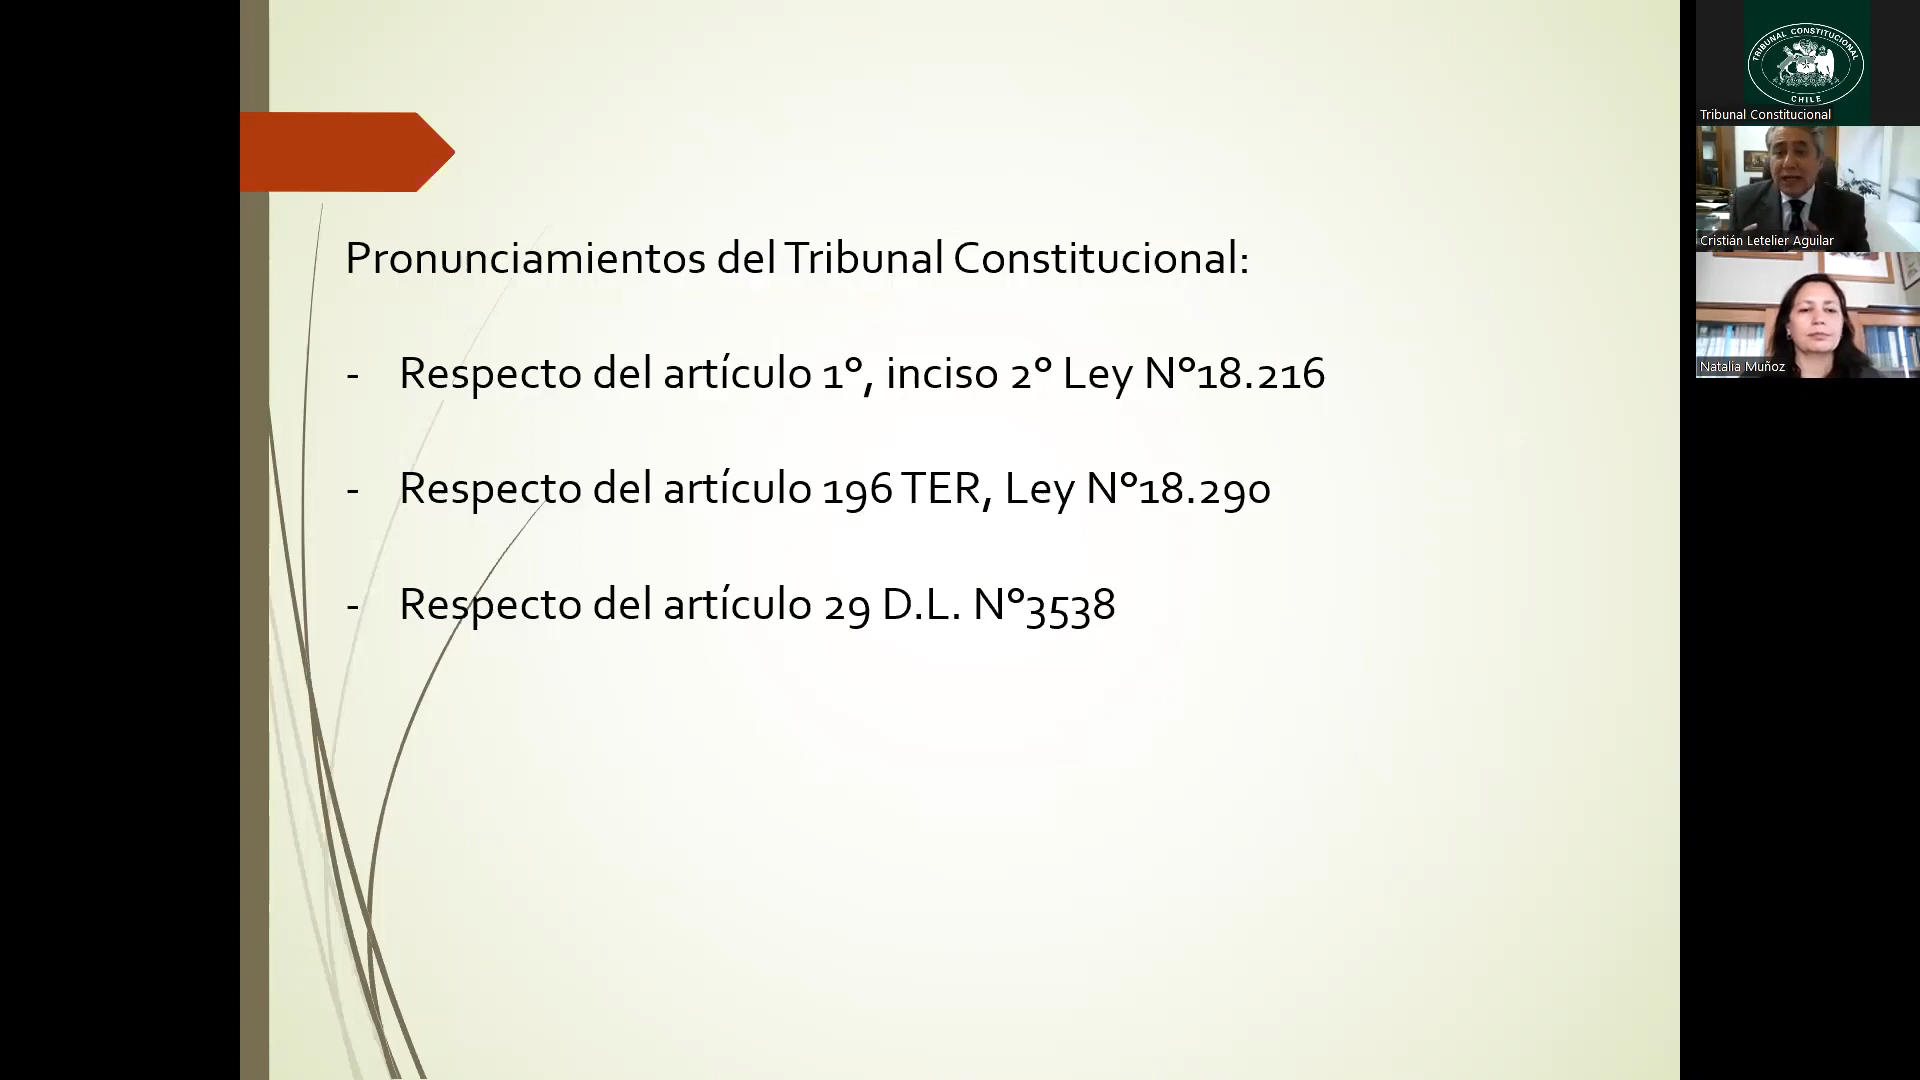 Pronunciamientos del Tribunal Constitucional:
- Respecto del artículo 1°, inciso 2° Ley N°18.216
- Respecto del artículo 196 TER, Ley N°18.290
- Respecto del artículo 29 D.L. N°3538
TRIBUNAL CONSTITUCIONAL
CHILE
Tribunal Constitucional
Cristián Letelier Aguilar
Natalia Muñoz